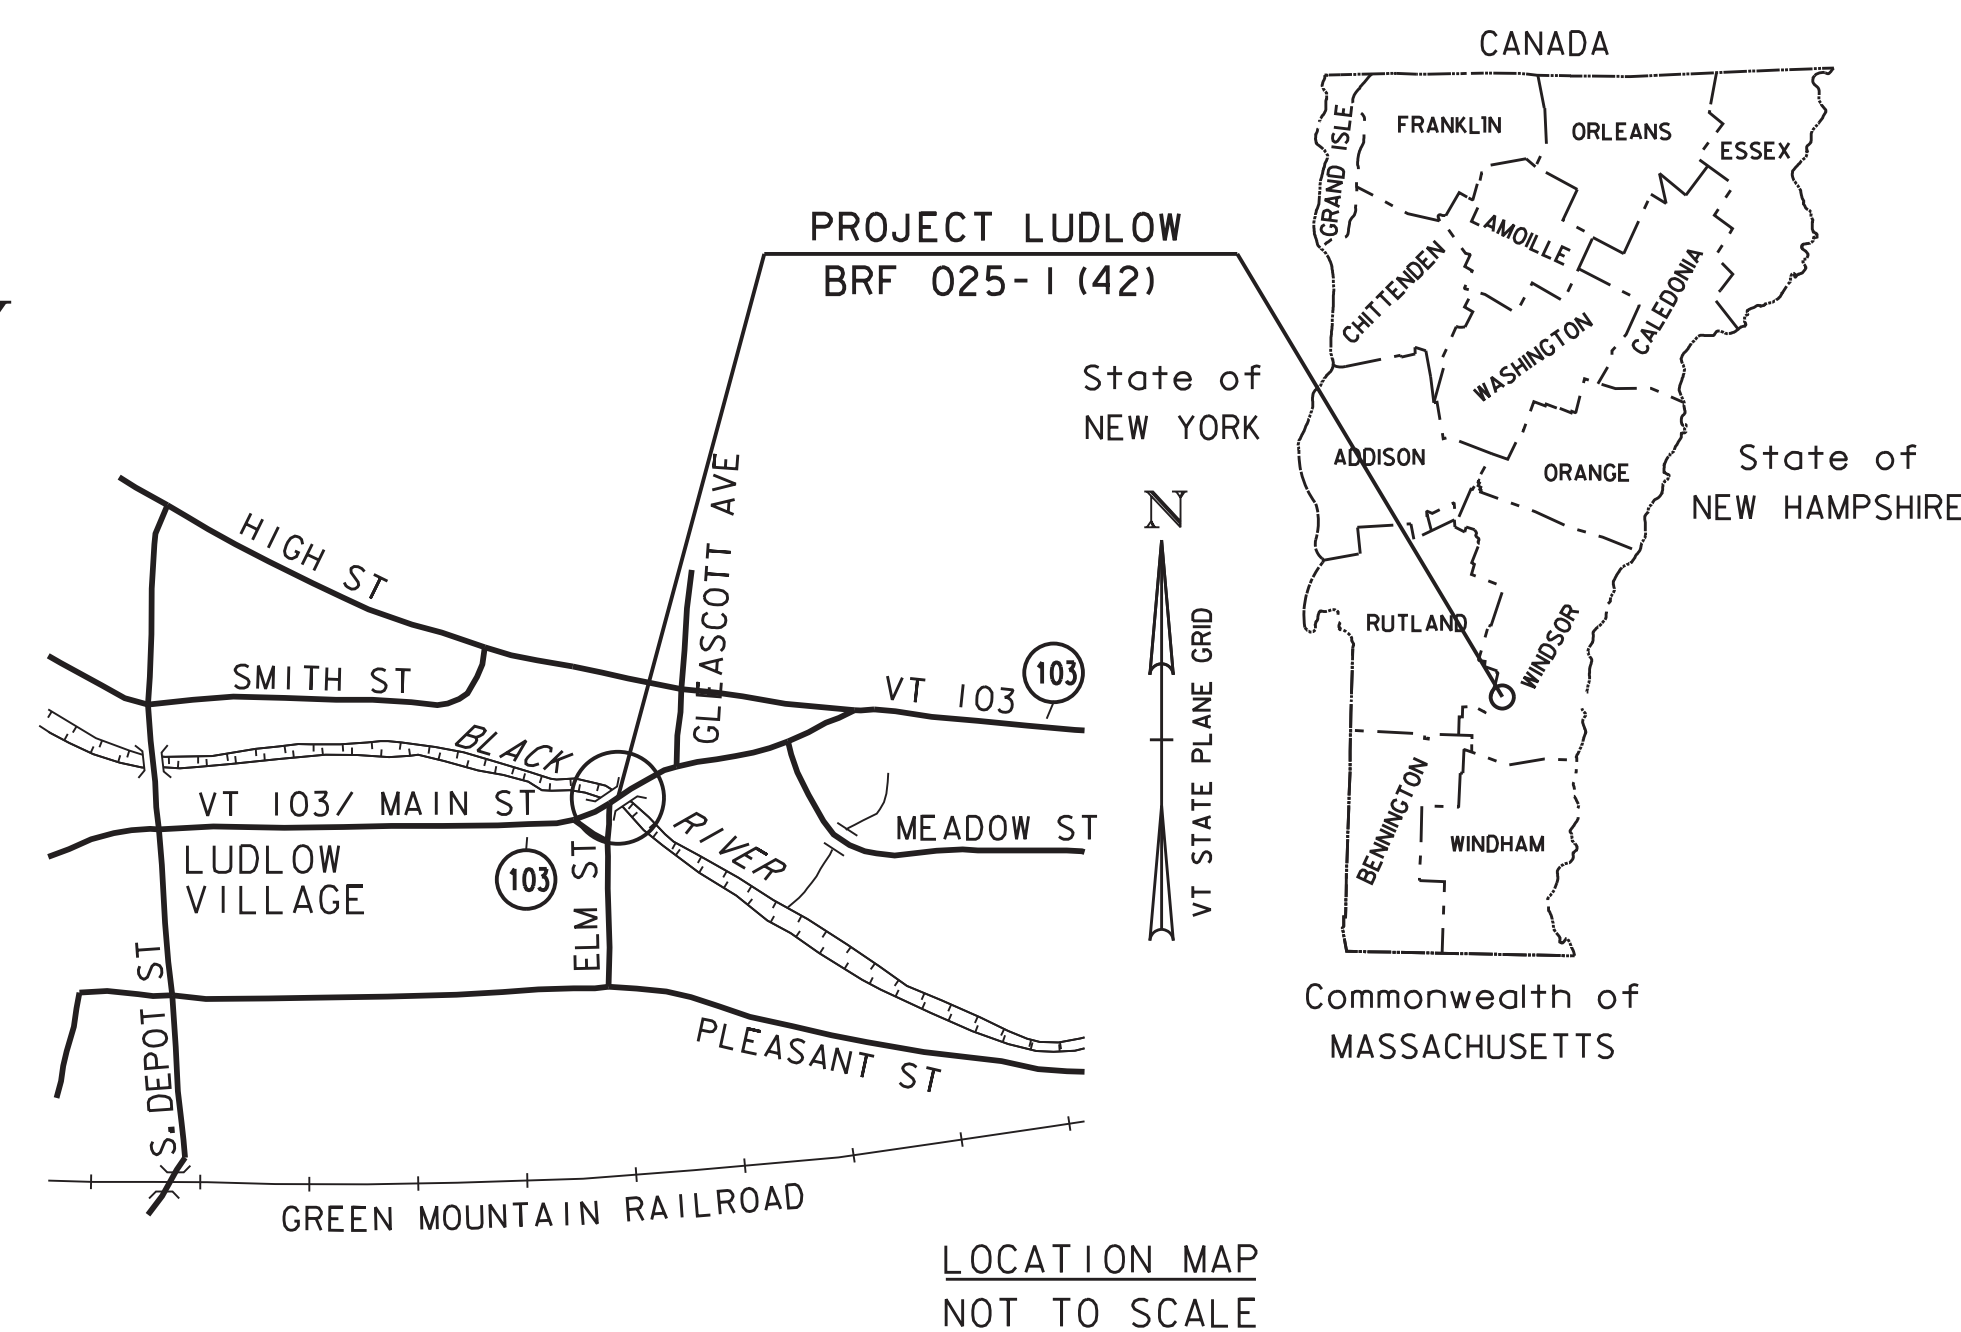 CANADA
GRAND ISLE
FRANKLIN
ORLEANS
ESSEX
LAMOILLE
CHITTENDEN
CALEDONIA
WASHINGTON
PROJECT LUDLOW
BRF 025-1(42)
State of
NEW YORK
ADDISON
ORANGE
State of
NEW HAMPSHIRE
RUTLAND
WINDSOR
BENNINGTON
WINDHAM
Commonwealth of
MASSACHUSETTS
N
VT STATE PLANE GRID
HIGH ST
GLEASCOTT AVE
SMITH ST
VT 103
103
BLACK
RIVER
VT 103/ MAIN ST
MEADOW ST
LUDLOW
VILLAGE
103
ELM ST
S. DEPOT ST
PLEASANT ST
GREEN MOUNTAIN RAILROAD
LOCATION MAP
NOT TO SCALE